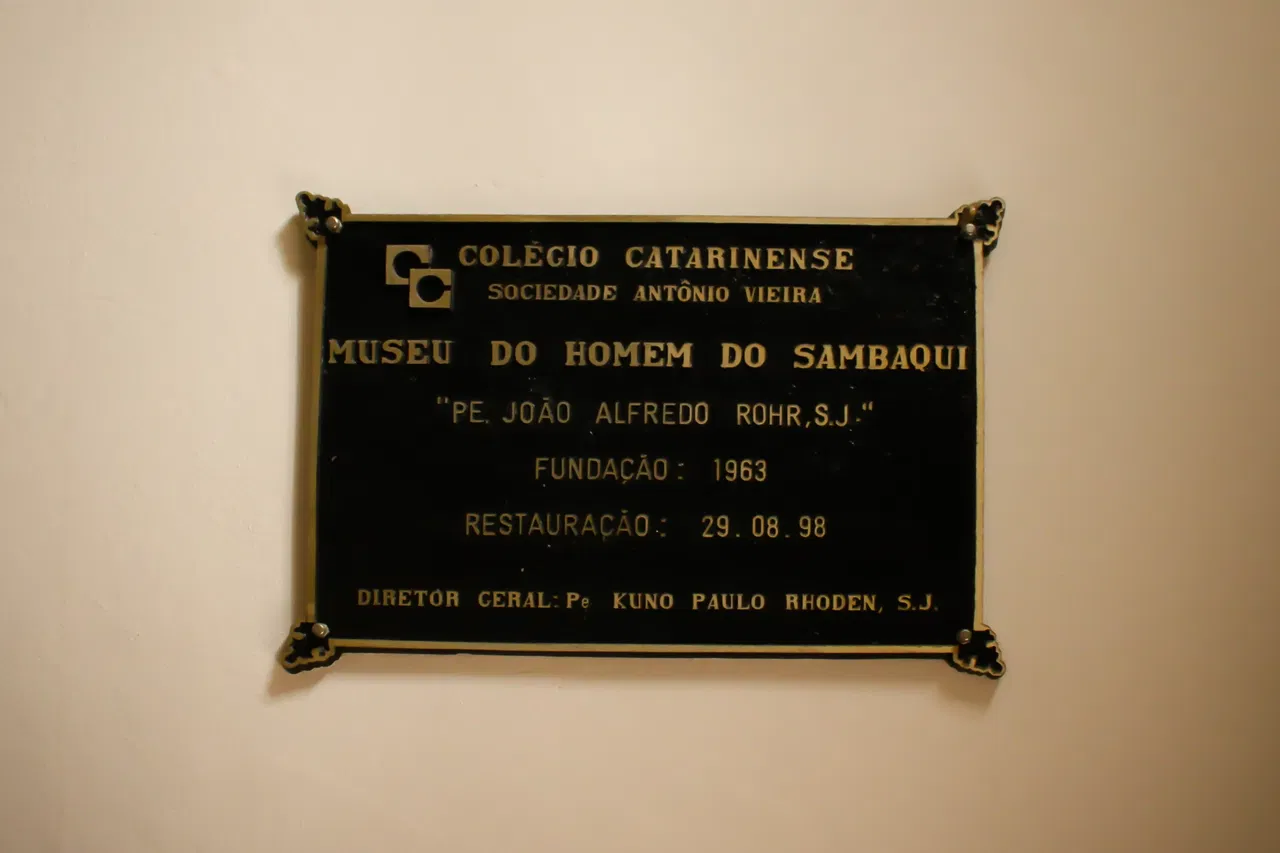 COLÉGIO CATARINENSE
SOCIEDADE ANTÔNIO VIEIRA
MUSEU DO HOMEM DO SAMBAQUI
"PE. JOÃO ALFREDO ROHR, S.J."
FUNDAÇÃO: 1963
RESTAURAÇÃO: 29.08.98
DIRETOR GERAL: Pe KUNO PAULO RHODEN, S.J.